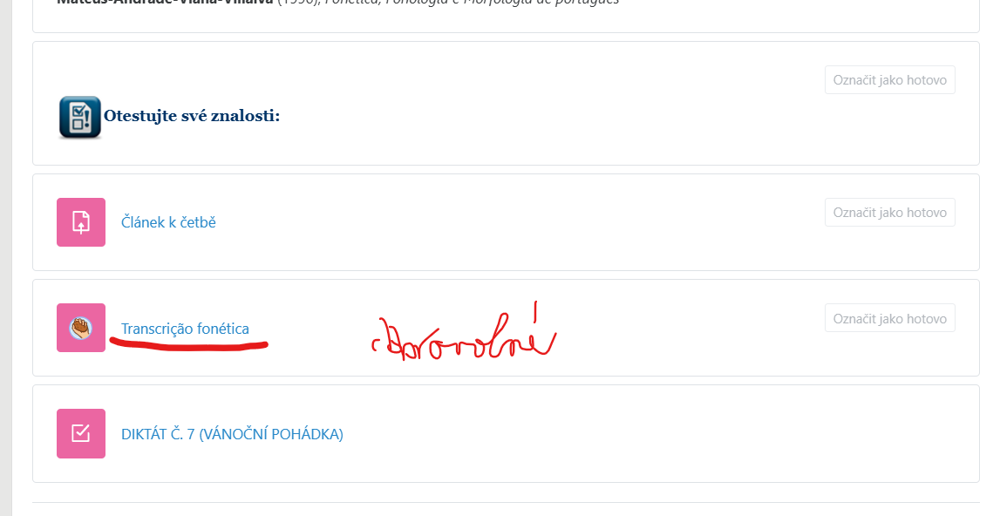 Mateus-Andrade-Viana-Villalva (1990), Fonética, Fonologia e Morfologia do português
Označit jako hotovo
Otestujte své znalosti:
Článek k četbě
Označit jako hotovo
Transcrição fonética
dobrovolné
Označit jako hotovo
DIKTÁT Č. 7 (VÁNOČNÍ POHÁDKA)